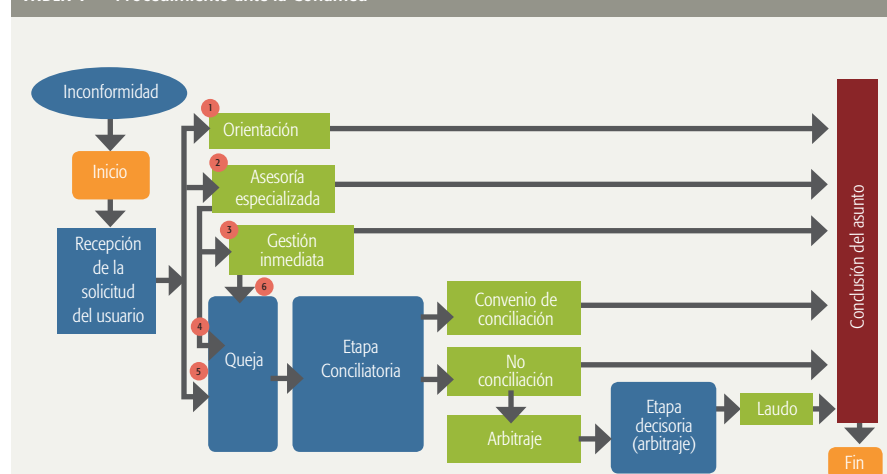 Inconformidad
Inicio
Recepción
de la
solicitud
del usuario
1
Orientación
2
Asesoría
especializada
3
Gestión
inmediata
6
4
5
Queja
Etapa
Conciliatoria
Convenio de
conciliación
No
conciliación
Arbitraje
Etapa
decisoria
(arbitraje)
Laudo
Conclusión del asunto
Fin